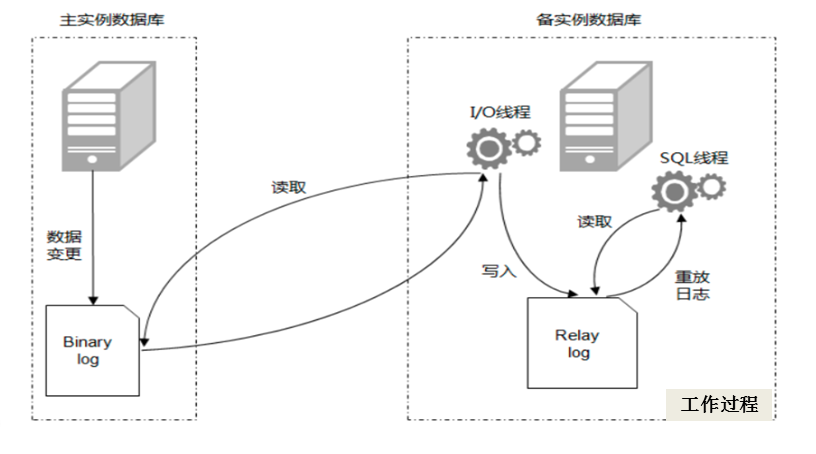 主实例数据库
备实例数据库
I/O线程
SQL线程
读取
读取
数据
变更
写入
重放
日志
Binary
log
Relay
log
工作过程